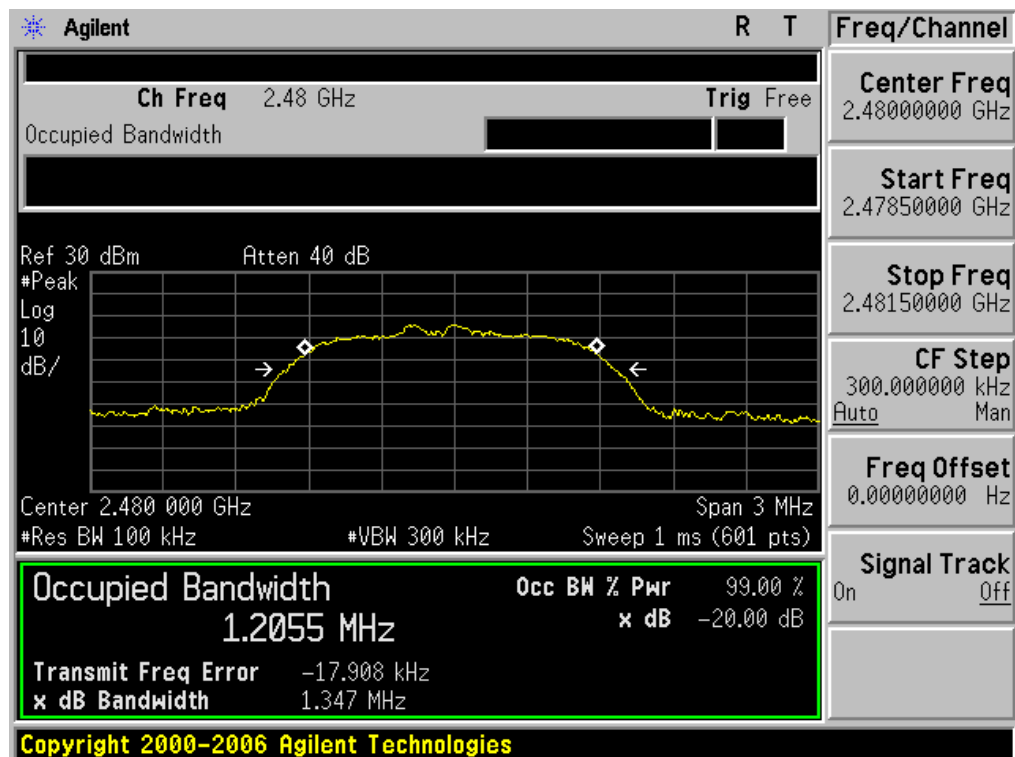 Agilent R T
Ch Freq 2.48 GHz Trig Free
Occupied Bandwidth
Ref 30 dBm Atten 40 dB
#Peak
Log
10
dB/
Center 2.480 000 GHz Span 3 MHz
#Res BW 100 kHz #VBW 300 kHz Sweep 1 ms (601 pts)
Occupied Bandwidth Occ BW % Pwr 99.00 %
1.2055 MHz x dB -20.00 dB
Transmit Freq Error -17.908 kHz
x dB Bandwidth 1.347 MHz
Copyright 2000-2006 Agilent Technologies
Freq/Channel
Center Freq
2.48000000 GHz
Start Freq
2.47850000 GHz
Stop Freq
2.48150000 GHz
CF Step
300.000000 kHz
Auto Man
Freq Offset
0.00000000 Hz
Signal Track
On Off